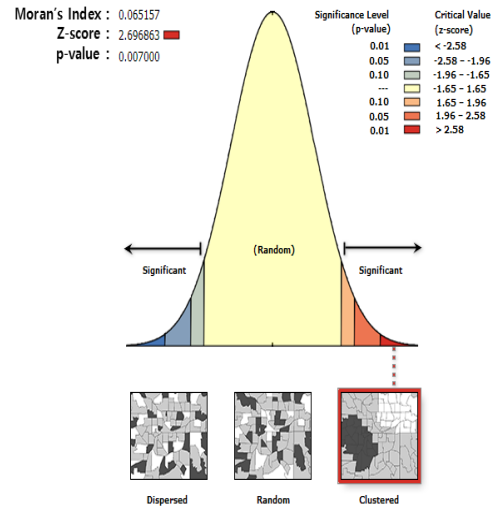 Moran's Index : 0.065157
Z-score : 2.696863
p-value : 0.007000
Significance Level Critical Value
(p-value) (z-score)
0.01 < -2.58
0.05 -2.58 - -1.96
0.10 -1.96 - -1.65
--- -1.65 - 1.65
0.10 1.65 - 1.96
0.05 1.96 - 2.58
0.01 > 2.58
(Random)
Significant Significant
Dispersed Random Clustered